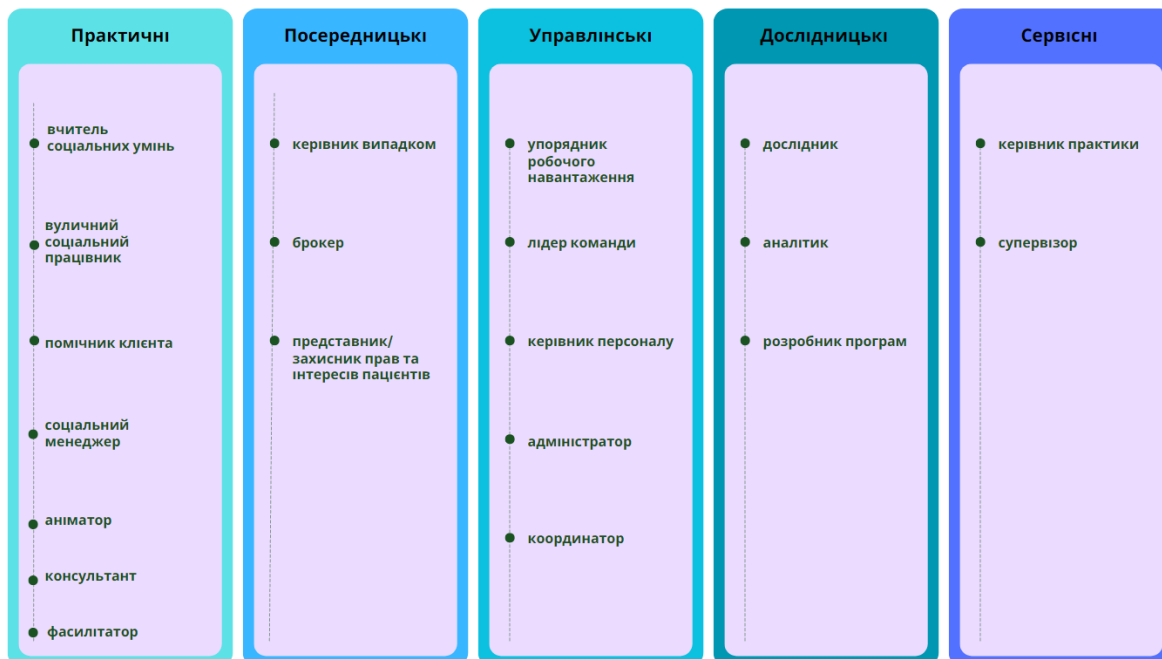 Практичні
вчитель
соціальних умінь
вуличний
соціальний
працівник
помічник клієнта
соціальний
менеджер
аніматор
консультант
фасилітатор
Посередницькі
керівник випадком
брокер
представник/
захисник прав та
інтересів пацієнтів
Управлінські
упорядник
робочого
навантаження
лідер команди
керівник персоналу
адміністратор
координатор
Дослідницькі
дослідник
аналітик
розробник програм
Сервісні
керівник практики
супервізор